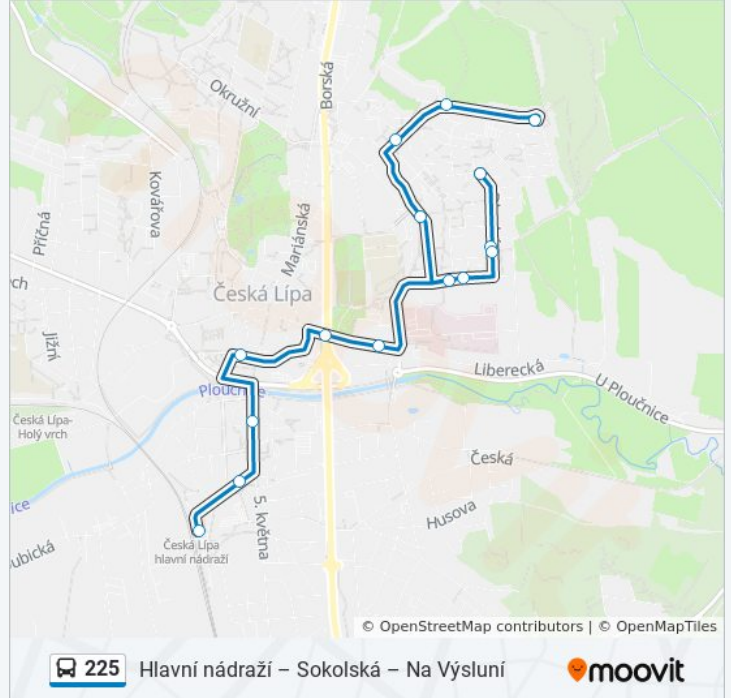 Okružní
Borská
Kovářova
Příčná
Mariánská
Česká Lípa
Jižní
Liberecká
U Ploučnice
Ploučnice
Česká Lípa-
Holý vrch
Česká
5. května
Husova
Česká Lípa
hlavní nádraží
© OpenStreetMap contributors | © OpenMapTiles
225 Hlavní nádraží – Sokolská – Na Výsluní
moovit